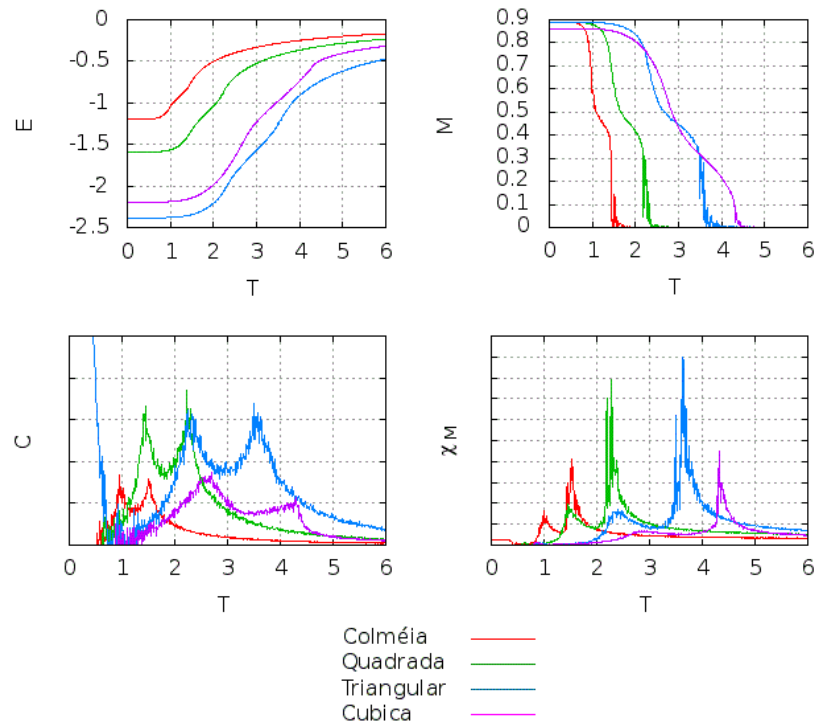 0
-0.5
-1
-1.5
-2
-2.5
E
0 1 2 3 4 5 6
T
0.9
0.8
0.7
0.6
0.5
0.4
0.3
0.2
0.1
0
M
0 1 2 3 4 5 6
T
C
0 1 2 3 4 5 6
T
χM
0 1 2 3 4 5 6
T
Colméia
Quadrada
Triangular
Cubica